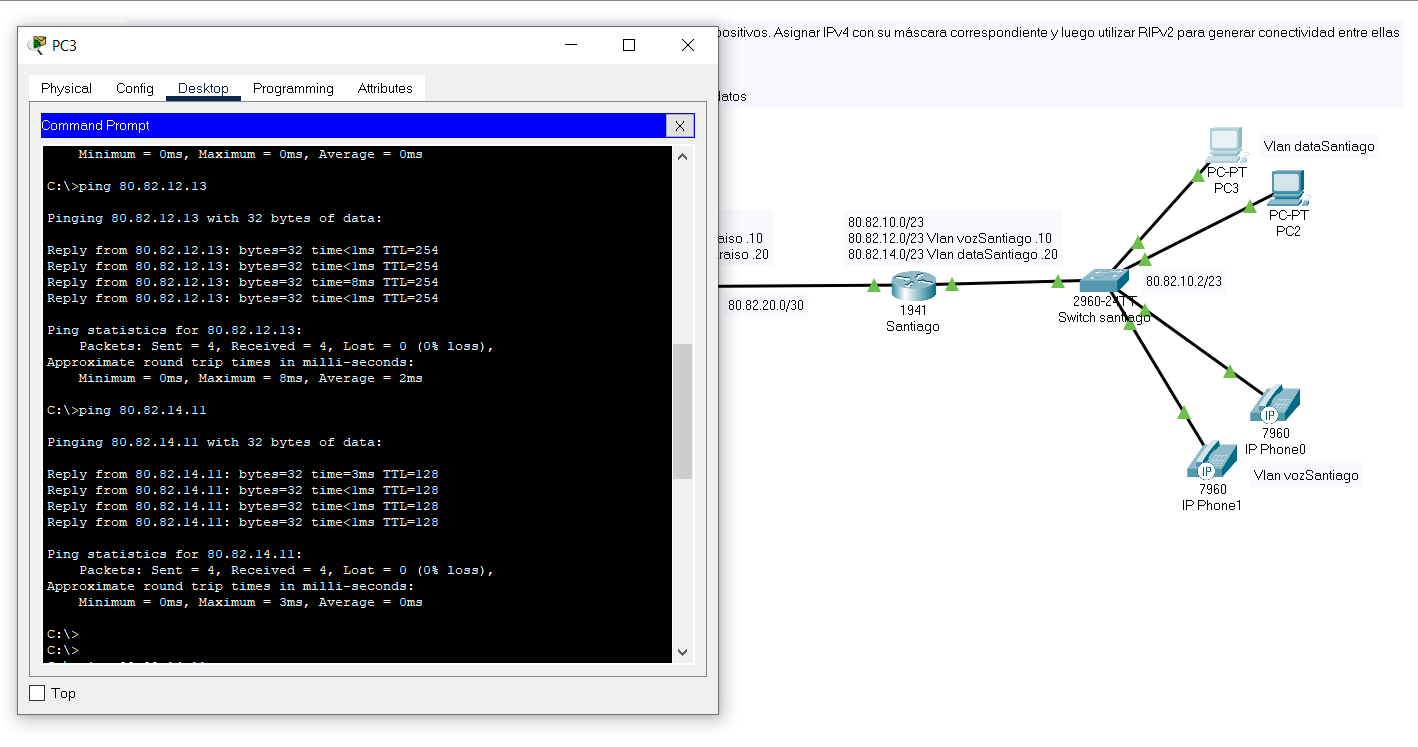 PC3
Physical Config Desktop Programming Attributes
Command Prompt
X
Minimum = 0ms, Maximum = 0ms, Average = 0ms
C:\>ping 80.82.12.13
Pinging 80.82.12.13 with 32 bytes of data:
Reply from 80.82.12.13: bytes=32 time<1ms TTL=254
Reply from 80.82.12.13: bytes=32 time<1ms TTL=254
Reply from 80.82.12.13: bytes=32 time=8ms TTL=254
Reply from 80.82.12.13: bytes=32 time<1ms TTL=254
Ping statistics for 80.82.12.13:
Packets: Sent = 4, Received = 4, Lost = 0 (0% loss),
Approximate round trip times in milli-seconds:
Minimum = 0ms, Maximum = 8ms, Average = 2ms
C:\>ping 80.82.14.11
Pinging 80.82.14.11 with 32 bytes of data:
Reply from 80.82.14.11: bytes=32 time=3ms TTL=128
Reply from 80.82.14.11: bytes=32 time<1ms TTL=128
Reply from 80.82.14.11: bytes=32 time<1ms TTL=128
Reply from 80.82.14.11: bytes=32 time<1ms TTL=128
Ping statistics for 80.82.14.11:
Packets: Sent = 4, Received = 4, Lost = 0 (0% loss),
Approximate round trip times in milli-seconds:
Minimum = 0ms, Maximum = 3ms, Average = 0ms
C:\>
C:\>
Top
positivos. Asignar IPv4 con su máscara correspondiente y luego utilizar RIPv2 para generar conectividad entre ellas
datos
raiso .10
raiso .20
80.82.20.0/30
80.82.10.0/23
80.82.12.0/23 Vlan vozSantiago .10
80.82.14.0/23 Vlan dataSantiago .20
1941
Santiago
2960-24TT
Switch santiago
80.82.10.2/23
PC-PT
PC3
Vlan dataSantiago
PC-PT
PC2
IP
7960
IP Phone0
IP
7960
IP Phone1
Vlan vozSantiago